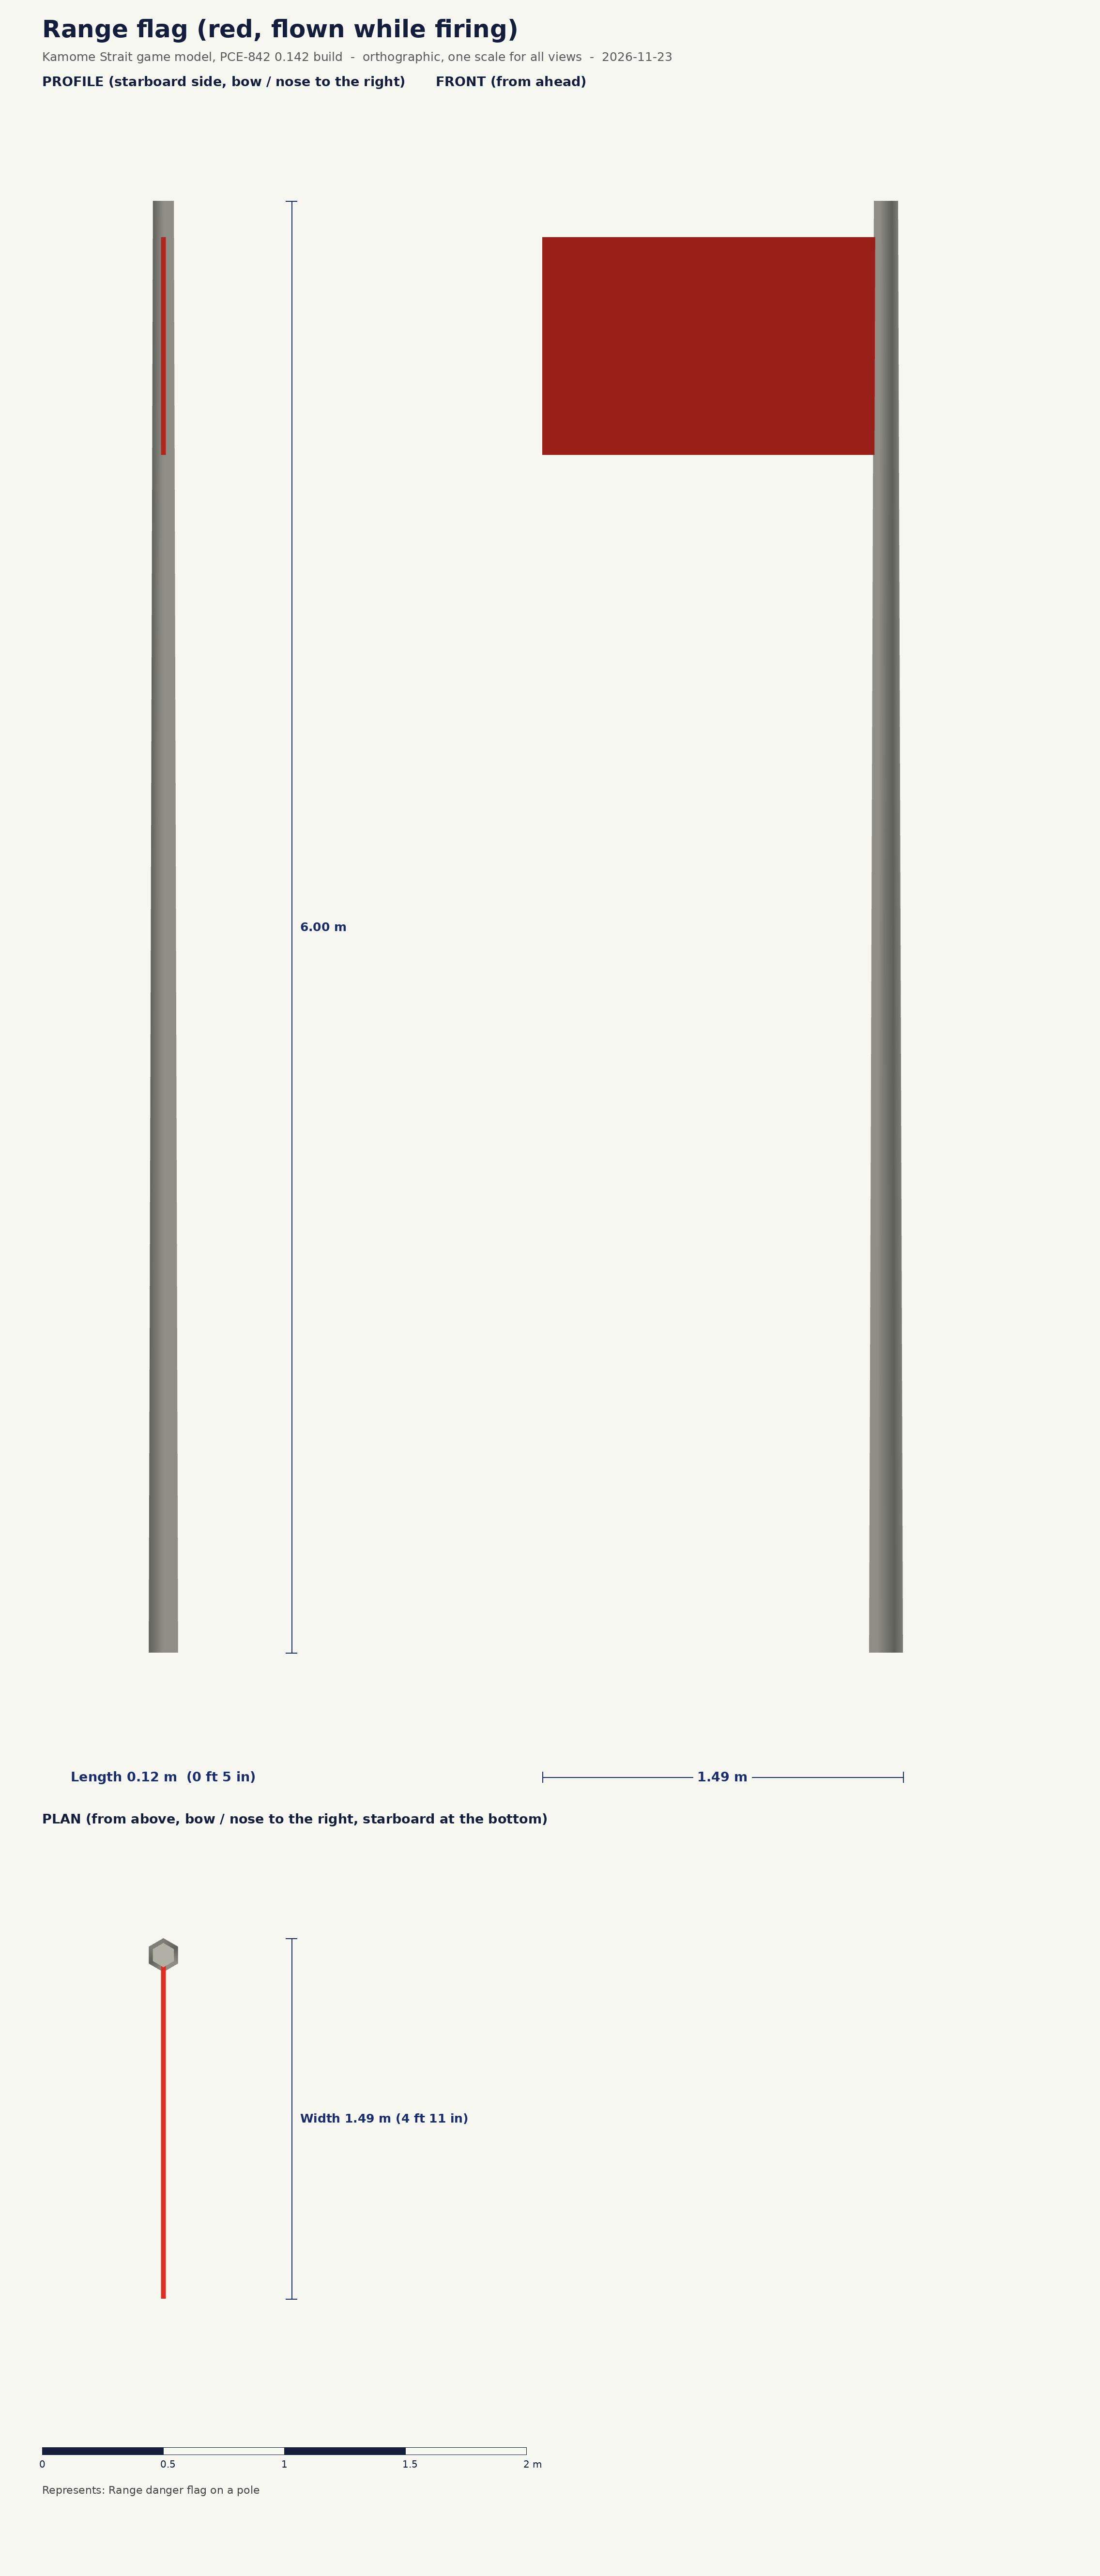 Range flag (red, flown while firing)
Kamome Strait game model, PCE-842 0.142 build - orthographic, one scale for all views - 2026-11-23
PROFILE (starboard side, bow / nose to the right) FRONT (from ahead)
6.00 m
Length 0.12 m (0 ft 5 in)
1.49 m
PLAN (from above, bow / nose to the right, starboard at the bottom)
Width 1.49 m (4 ft 11 in)
0 0.5 1 1.5 2 m
Represents: Range danger flag on a pole